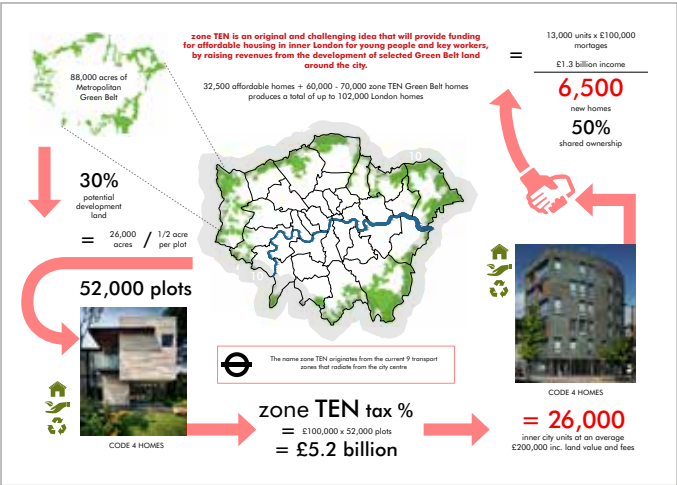 zone TEN is an original and challenging idea that will provide funding
for affordable housing in inner London for young people and key workers,
by raising revenues from the development of selected Green Belt land
around the city.
32,500 affordable homes + 60,000 - 70,000 zone TEN Green Belt homes
produces a total of up to 102,000 London homes
88,000 acres of
Metropolitan
Green Belt
30%
potential
development
land
= 26,000
acres
/ 1/2 acre
per plot
52,000 plots
CODE 4 HOMES
10
10
The name zone TEN originates from the current 9 transport
zones that radiate from the city centre
zone TEN tax %
= £100,000 x 52,000 plots
= £5.2 billion
CODE 4 HOMES
= 26,000
inner city units at an average
£200,000 inc. land value and fees
=
13,000 units x £100,000
mortages
£1.3 billion income
6,500
new homes
50%
shared ownership